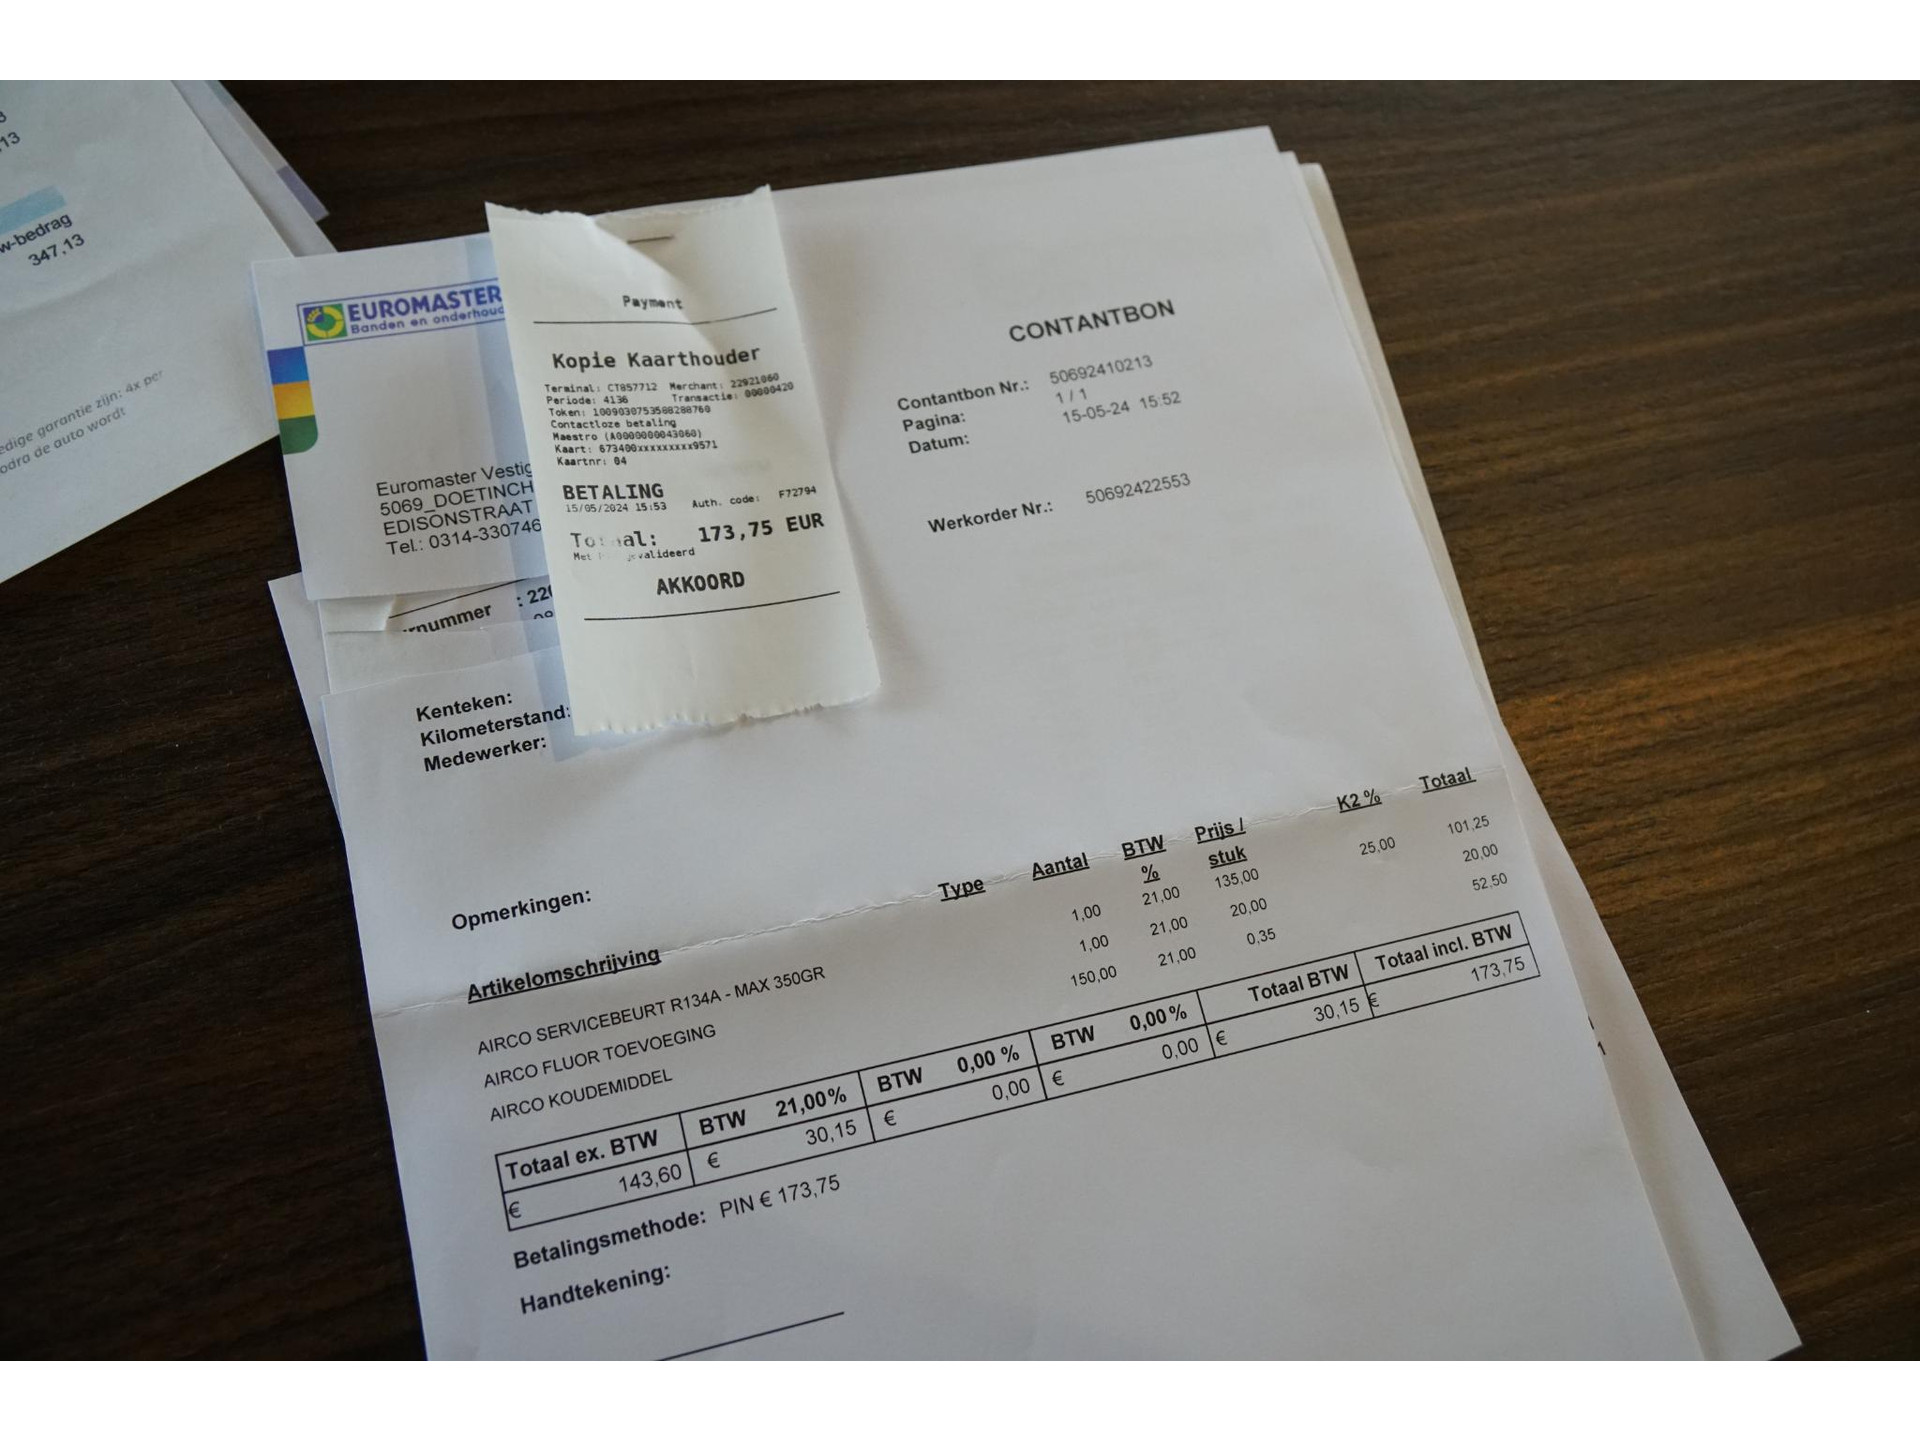 13
w-bedrag
347,13
edige garantie zijn: 4x per
odra de auto wordt
EUROMASTER
Banden en onderhoud
Euromaster Vestig
5069_DOETINCH
EDISONSTRAAT
Tel.: 0314-330746
Payment
Kopie Kaarthouder
Terminal: CT857712 Merchant: 22921060
Periode: 4136 Transactie: 00000420
Token: 1009030753588288760
Contactloze betaling
Maestro (A0000000043060)
Kaart: 673400xxxxxxxxx9571
Kaartnr: 04
BETALING
15/05/2024 15:53 Auth. code: F72794
Totaal: 173,75 EUR
Met
AKKOORD
CONTANTBON
Contantbon Nr.: 50692410213
Pagina: 1 / 1
Datum: 15-05-24 15:52
Werkorder Nr.: 50692422553
rnummer : 220
Kenteken:
Kilometerstand:
Medewerker:
Opmerkingen:
Artikelomschrijving Type Aantal BTW % Prijs / stuk K2 % Totaal
AIRCO SERVICEBEURT R134A - MAX 350GR 1,00 21,00 135,00 25,00 101,25
AIRCO FLUOR TOEVOEGING 1,00 21,00 20,00 20,00
AIRCO KOUDEMIDDEL 150,00 21,00 0,35 52,50
Totaal ex. BTW BTW 21,00% BTW 0,00 % BTW 0,00% Totaal BTW Totaal incl. BTW
€ 143,60 € 30,15 € 0,00 € 0,00 € 30,15 € 173,75
Betalingsmethode: PIN € 173,75
Handtekening: